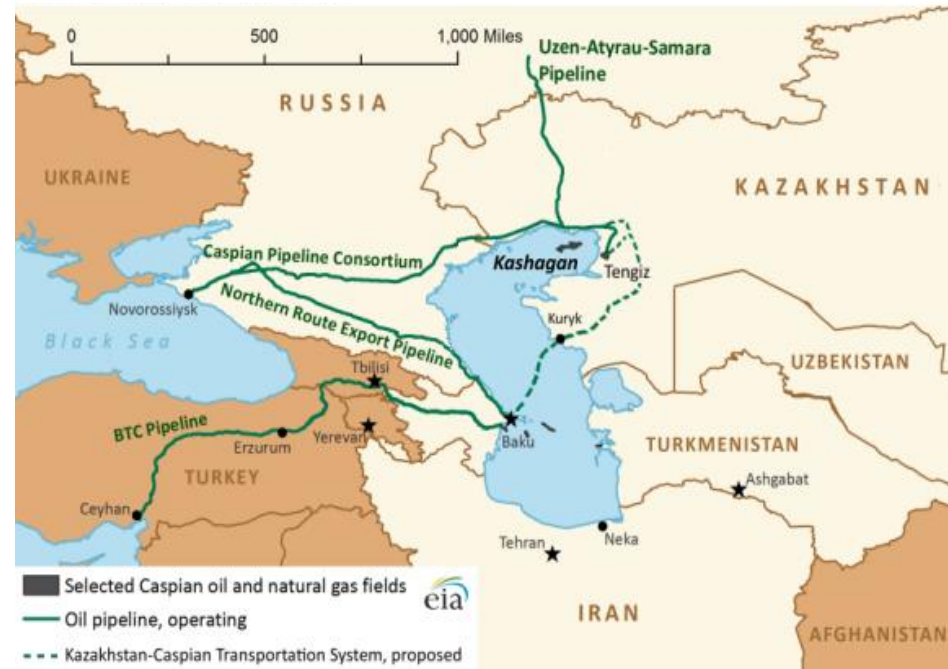 0 500 1,000 Miles
Uzen-Atyrau-Samara
Pipeline
RUSSIA
UKRAINE
KAZAKHSTAN
Caspian Pipeline Consortium
Kashagan
Tengiz
Novorossiysk
Northern Route Export Pipeline
Kuryk
Black Sea
UZBEKISTAN
Tbilisi
BTC Pipeline
Erzurum
Yerevan
Baku
TURKMENISTAN
TURKEY
Ashgabat
Ceyhan
Tehran
Neka
Selected Caspian oil and natural gas fields
eia
Oil pipeline, operating
IRAN
AFGHANISTAN
Kazakhstan-Caspian Transportation System, proposed